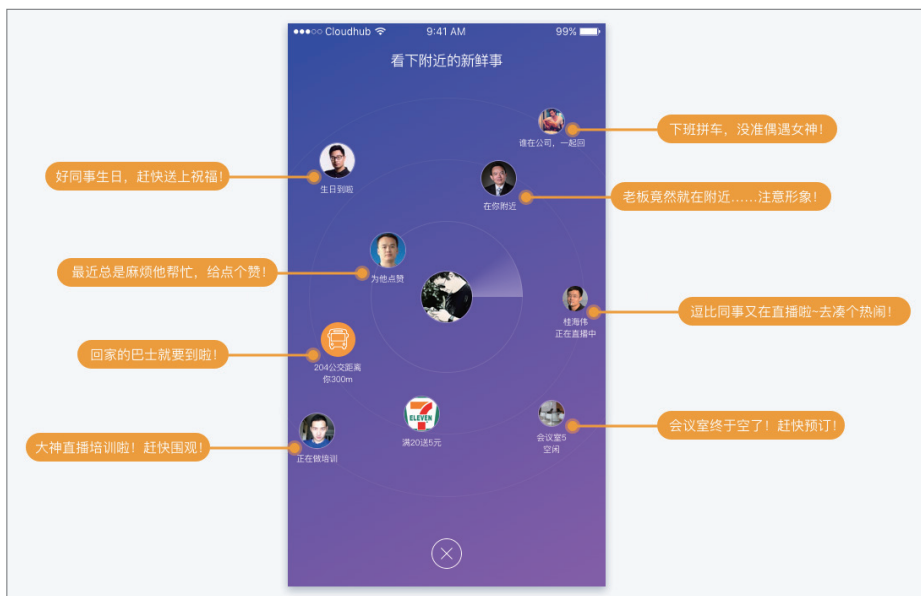 Cloudhub 9:41 AM 99%
看下附近的新鲜事
谁在公司，一起回
下班拼车，没准偶遇女神！
好同事生日，赶快送上祝福！
生日到啦
在你附近
老板竟然就在附近……注意形象！
最近总是麻烦他帮忙，给点个赞！
为他点赞
桂海伟
正在直播中
逗比同事又在直播啦~去凑个热闹！
回家的巴士就要到啦！
204公交距离
你300m
7
ELEVEN
满20送5元
会议室5
空闲
会议室终于空了！赶快预订！
大神直播培训啦！赶快围观！
正在做培训